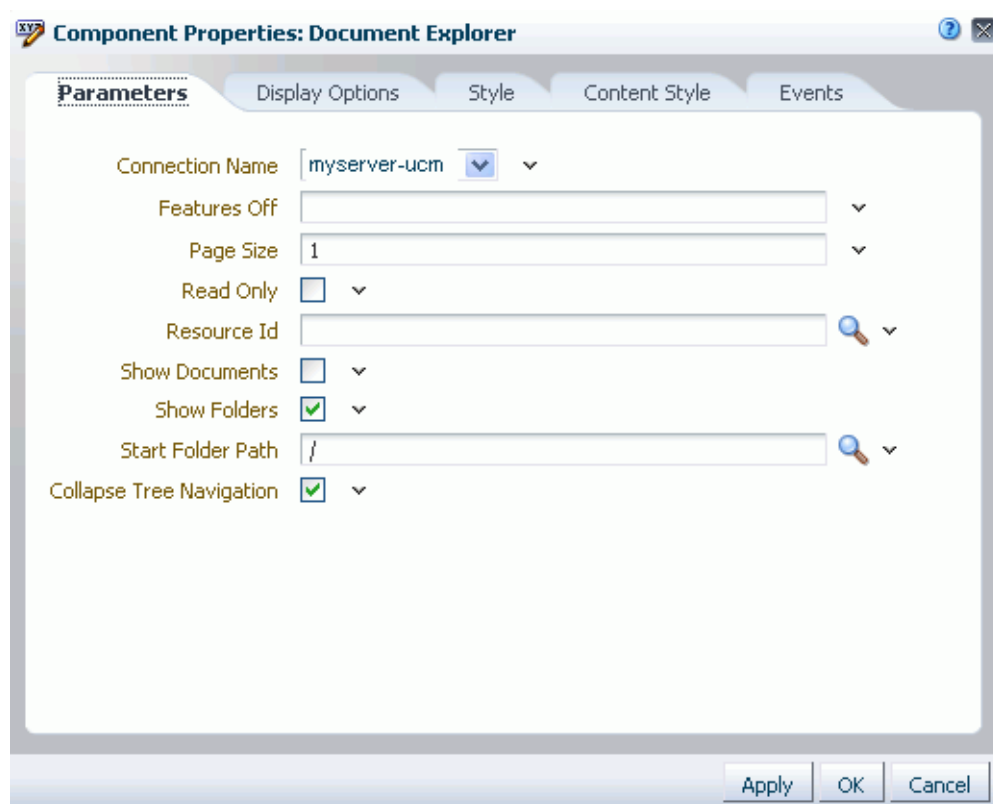 Component Properties: Document Explorer
Parameters Display Options Style Content Style Events
Connection Name myserver-ucm
Features Off
Page Size 1
Read Only
Resource Id
Show Documents
Show Folders
Start Folder Path /
Collapse Tree Navigation
Apply OK Cancel